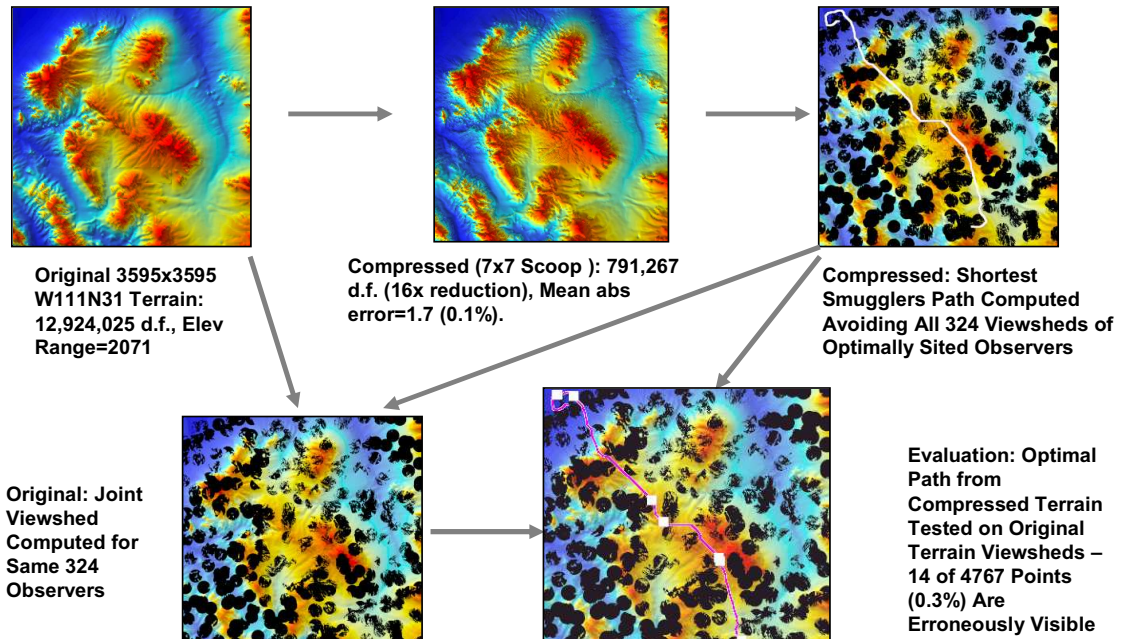 Original 3595x3595
W111N31 Terrain:
12,924,025 d.f., Elev
Range=2071
Compressed (7x7 Scoop ): 791,267
d.f. (16x reduction), Mean abs
error=1.7 (0.1%).
Compressed: Shortest
Smugglers Path Computed
Avoiding All 324 Viewsheds of
Optimally Sited Observers
Original: Joint
Viewshed
Computed for
Same 324
Observers
Evaluation: Optimal
Path from
Compressed Terrain
Tested on Original
Terrain Viewsheds –
14 of 4767 Points
(0.3%) Are
Erroneously Visible